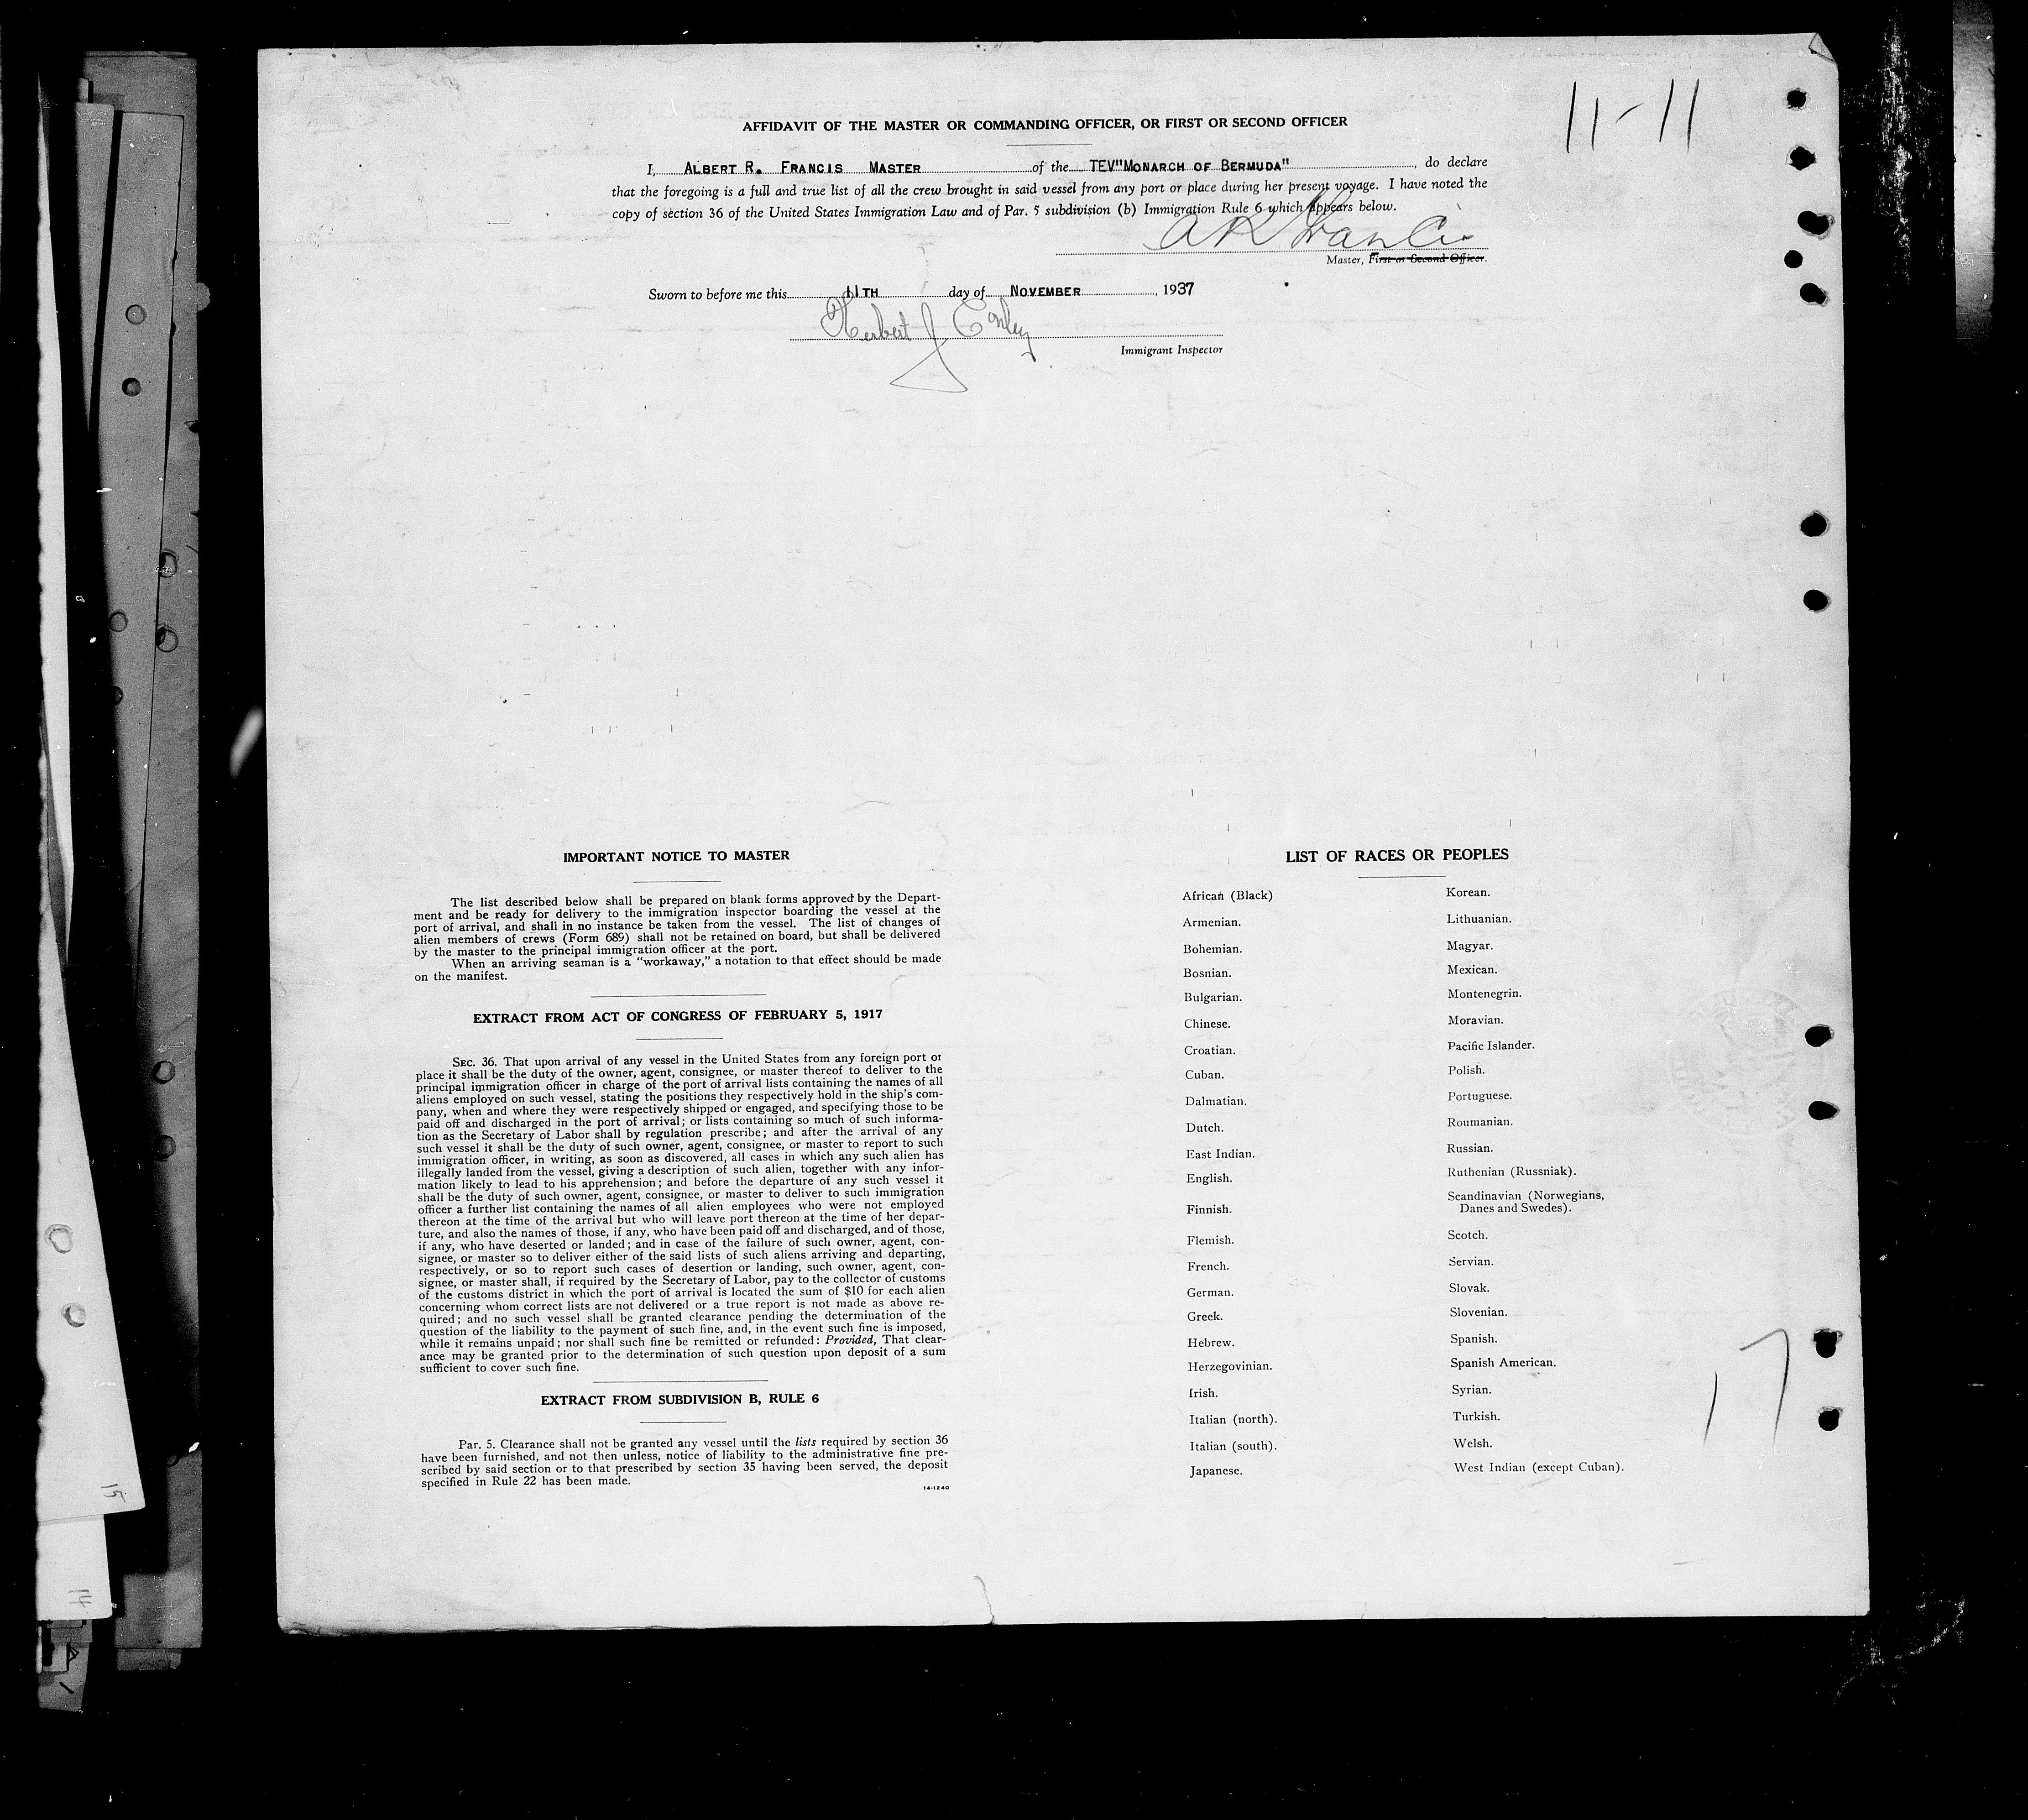 11-11
AFFIDAVIT OF THE MASTER OR COMMANDING OFFICER, OR FIRST OR SECOND OFFICER
I, ALBERT R. FRANCIS MASTER of the TEV"MONARCH OF BERMUDA", do declare
that the foregoing is a full and true list of all the crew brought in said vessel from any port or place during her present voyage. I have noted the
copy of section 36 of the United States Immigration Law and of Par. 5 subdivision (b) Immigration Rule 6 which appears below.
A R Francis
Master, First or Second Officer.
Sworn to before me this 11TH day of NOVEMBER, 1937
Herbert J Conley
Immigrant Inspector
IMPORTANT NOTICE TO MASTER
The list described below shall be prepared on blank forms approved by the Depart-
ment and be ready for delivery to the immigration inspector boarding the vessel at the
port of arrival, and shall in no instance be taken from the vessel. The list of changes of
alien members of crews (Form 689) shall not be retained on board, but shall be delivered
by the master to the principal immigration officer at the port.
When an arriving seaman is a "workaway," a notation to that effect should be made
on the manifest.
EXTRACT FROM ACT OF CONGRESS OF FEBRUARY 5, 1917
SEC. 36. That upon arrival of any vessel in the United States from any foreign port or
place it shall be the duty of the owner, agent, consignee, or master thereof to deliver to the
principal immigration officer in charge of the port of arrival lists containing the names of all
aliens employed on such vessel, stating the positions they respectively hold in the ship's com-
pany, when and where they were respectively shipped or engaged, and specifying those to be
paid off and discharged in the port of arrival; or lists containing so much of such informa-
tion as the Secretary of Labor shall by regulation prescribe; and after the arrival of any
such vessel it shall be the duty of such owner, agent, consignee, or master to report to such
immigration officer, in writing, as soon as discovered, all cases in which any such alien has
illegally landed from the vessel, giving a description of such alien, together with any infor-
mation likely to lead to his apprehension; and before the departure of any such vessel it
shall be the duty of such owner, agent, consignee, or master to deliver to such immigration
officer a further list containing the names of all alien employees who were not employed
thereon at the time of the arrival but who will leave port thereon at the time of her depar-
ture, and also the names of those, if any, who have been paid off and discharged, and of those,
if any, who have deserted or landed; and in case of the failure of such owner, agent, con-
signee, or master so to deliver either of the said lists of such aliens arriving and departing,
respectively, or so to report such cases of desertion or landing, such owner, agent, con-
signee, or master shall, if required by the Secretary of Labor, pay to the collector of customs
of the customs district in which the port of arrival is located the sum of $10 for each alien
concerning whom correct lists are not delivered or a true report is not made as above re-
quired; and no such vessel shall be granted clearance pending the determination of the
question of the liability to the payment of such fine, and, in the event such fine is imposed,
while it remains unpaid; nor shall such fine be remitted or refunded: Provided, That clear-
ance may be granted prior to the determination of such question upon deposit of a sum
sufficient to cover such fine.
EXTRACT FROM SUBDIVISION B, RULE 6
Par. 5. Clearance shall not be granted any vessel until the lists required by section 36
have been furnished, and not then unless, notice of liability to the administrative fine pre-
scribed by said section or to that prescribed by section 35 having been served, the deposit
specified in Rule 22 has been made.
14-1240
LIST OF RACES OR PEOPLES
African (Black)
Armenian.
Bohemian.
Bosnian.
Bulgarian.
Chinese.
Croatian.
Cuban.
Dalmatian.
Dutch.
East Indian.
English.
Finnish.
Flemish.
French.
German.
Greek.
Hebrew.
Herzegovinian.
Irish.
Italian (north).
Italian (south).
Japanese.
Korean.
Lithuanian.
Magyar.
Mexican.
Montenegrin.
Moravian.
Pacific Islander.
Polish.
Portuguese.
Roumanian.
Russian.
Ruthenian (Russniak).
Scandinavian (Norwegians,
Danes and Swedes).
Scotch.
Servian.
Slovak.
Slovenian.
Spanish.
Spanish American.
Syrian.
Turkish.
Welsh.
West Indian (except Cuban).
17
15
14